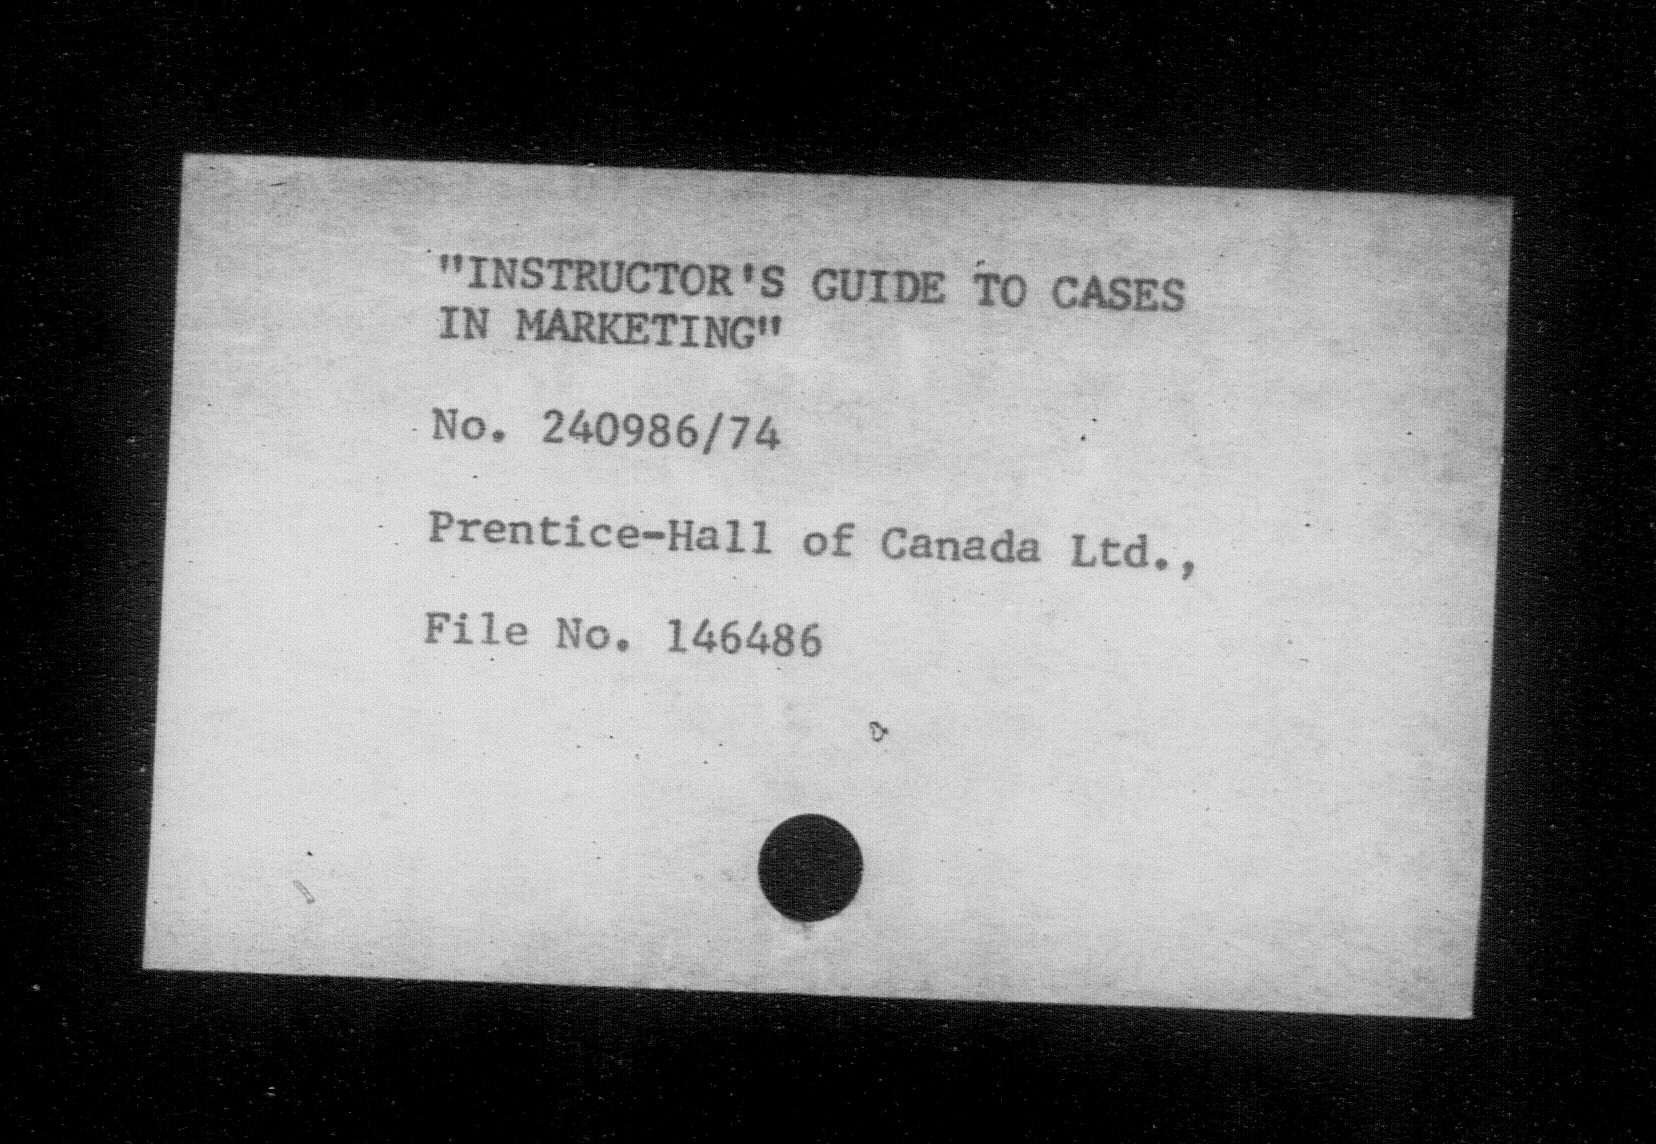 "INSTRUCTOR'S GUIDE TO CASES
IN MARKETING"
No. 240986/74
Prentice-Hall of Canada Ltd.,
File No. 146486